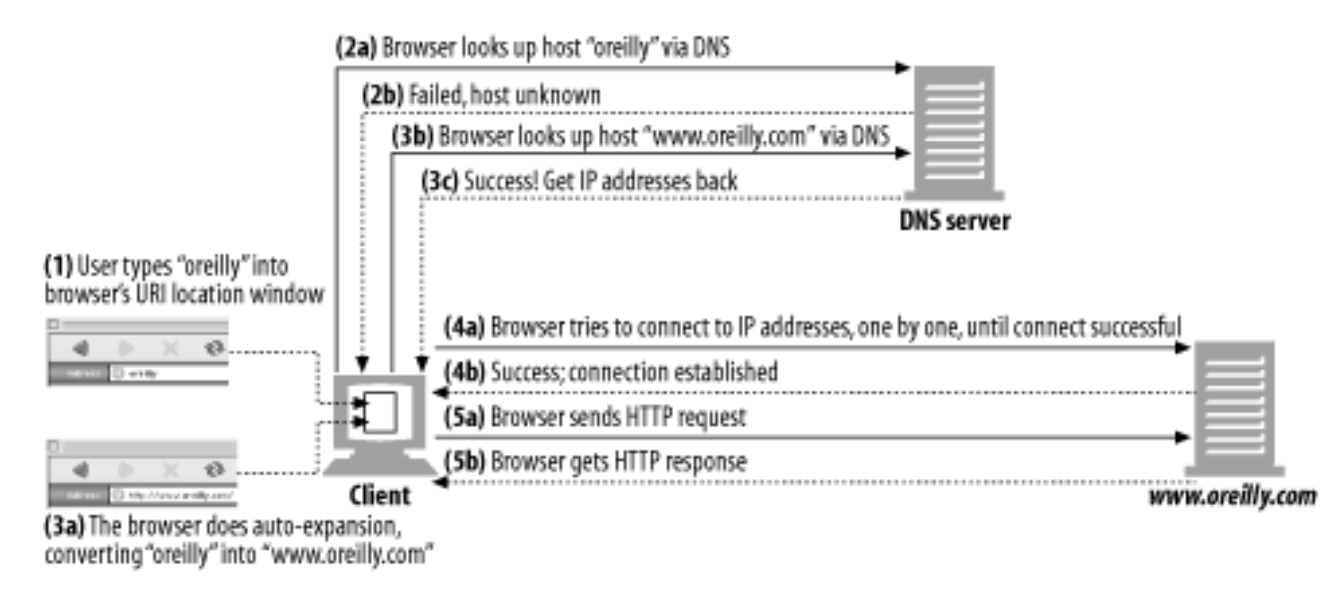 (2a) Browser looks up host "oreilly" via DNS
(2b) Failed, host unknown
(3b) Browser looks up host "www.oreilly.com" via DNS
(3c) Success! Get IP addresses back
DNS server
(1) User types "oreilly" into
browser's URI location window
oreilly
(4a) Browser tries to connect to IP addresses, one by one, until connect successful
(4b) Success; connection established
(5a) Browser sends HTTP request
(5b) Browser gets HTTP response
http://www.oreilly.com/
Client
www.oreilly.com
(3a) The browser does auto-expansion,
converting "oreilly" into "www.oreilly.com"